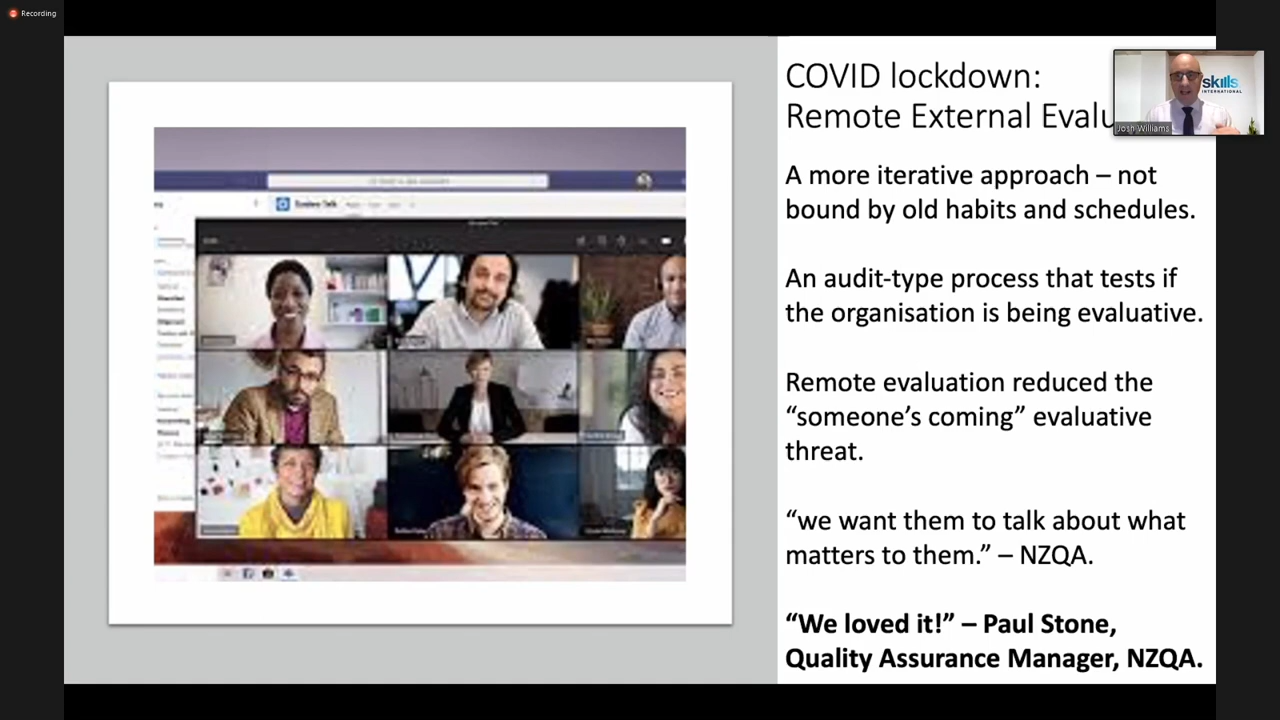 Recording
COVID lockdown:
Remote External Evalu
skills
INTERNATIONAL
Josh Williams
A more iterative approach – not
bound by old habits and schedules.
An audit-type process that tests if
the organisation is being evaluative.
Remote evaluation reduced the
“someone’s coming” evaluative
threat.
“we want them to talk about what
matters to them.” – NZQA.
“We loved it!” – Paul Stone,
Quality Assurance Manager, NZQA.